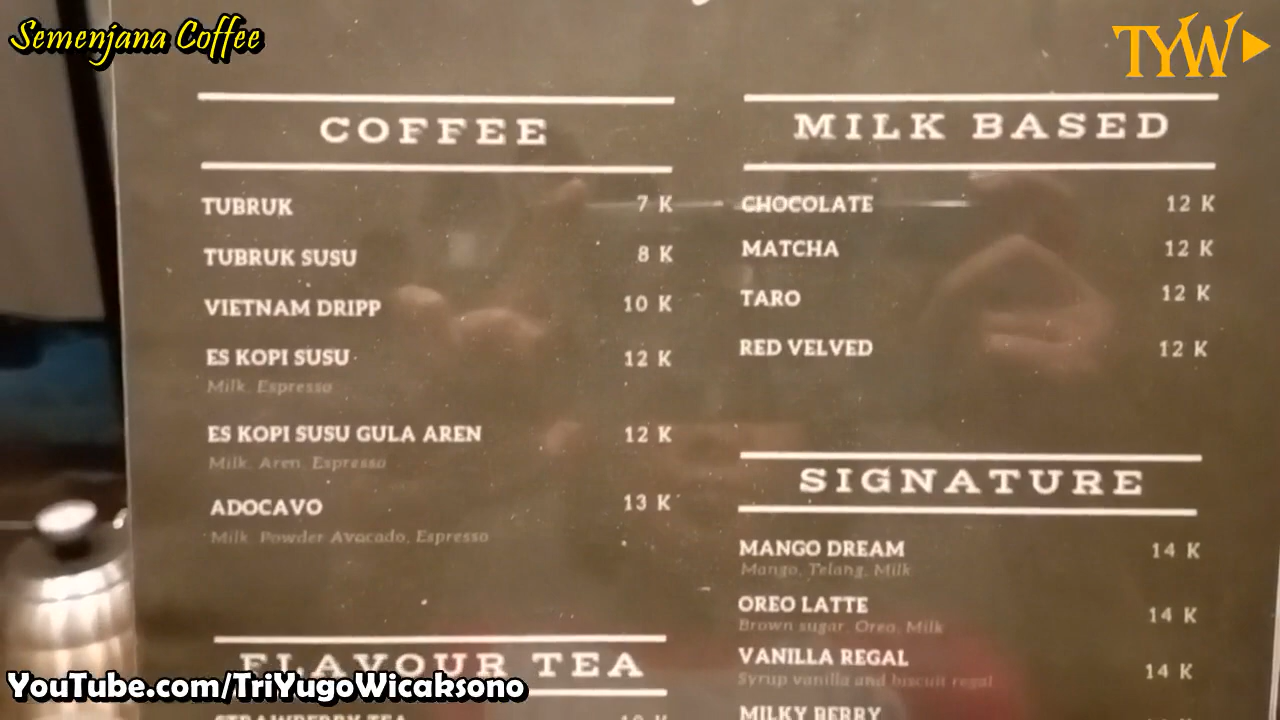 Semenjana Coffee
TYW
COFFEE
TUBRUK 7 K
TUBRUK SUSU 8 K
VIETNAM DRIPP 10 K
ES KOPI SUSU 12 K
Milk, Espresso
ES KOPI SUSU GULA AREN 12 K
Milk, Aren, Espresso
ADOCAVO 13 K
Milk, Powder Avocado, Espresso
FLAVOUR TEA
STRAWBERRY TEA
MILK BASED
CHOCOLATE 12 K
MATCHA 12 K
TARO 12 K
RED VELVED 12 K
SIGNATURE
MANGO DREAM 14 K
Mango, Telang, Milk
OREO LATTE 14 K
Brown sugar, Oreo, Milk
VANILLA REGAL 14 K
Syrup vanilla and biscuit regal
MILKY BERRY
YouTube.com/TriYugoWicaksono